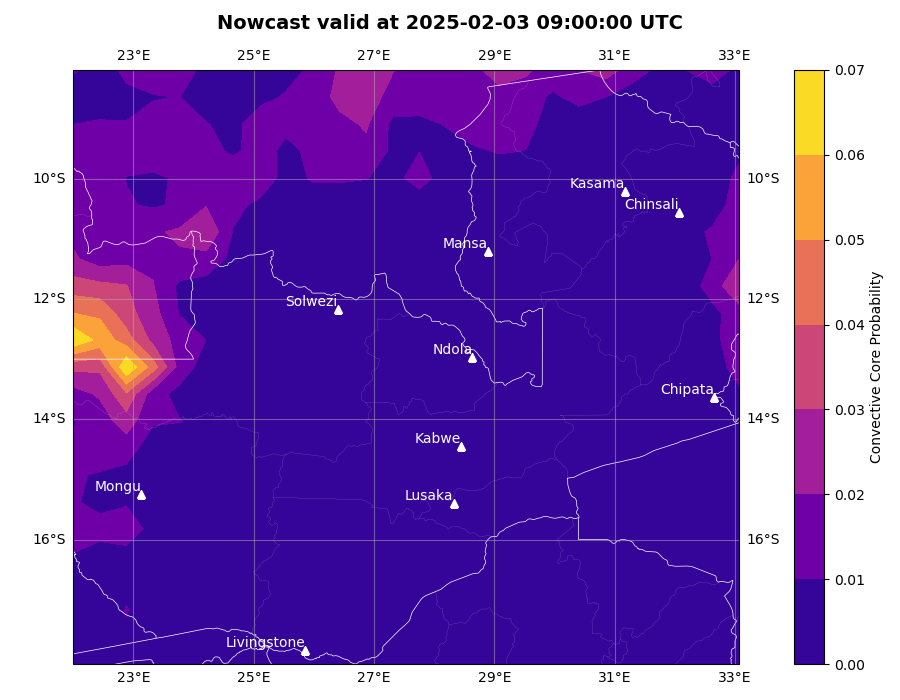 Nowcast valid at 2025-02-03 09:00:00 UTC
23°E 25°E 27°E 29°E 31°E 33°E
0.07
0.06
10°S Kasama 10°S
Chinsali
0.05
Mansa
12°S Solwezi 12°S
0.04
Ndola
Chipata
0.03
14°S 14°S
Kabwe
Mongu Lusaka
0.02
16°S 16°S
0.01
Livingstone
0.00
23°E 25°E 27°E 29°E 31°E 33°E
Convective Core Probability